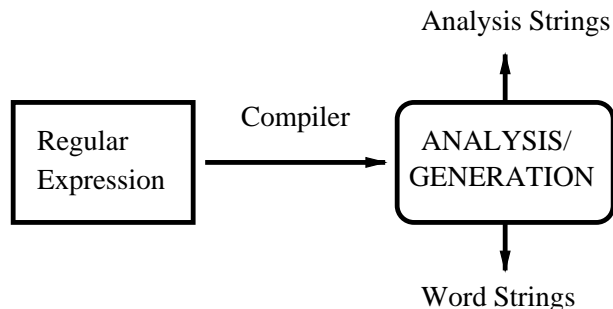 Analysis Strings
Compiler
Regular
Expression
ANALYSIS/
GENERATION
Word Strings